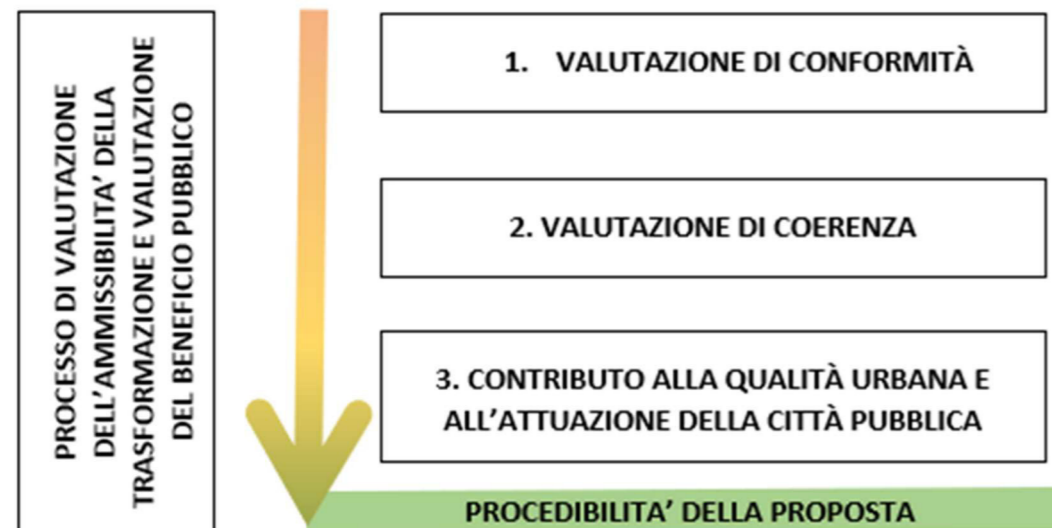 PROCESSO DI VALUTAZIONE
DELL'AMMISSIBILITA' DELLA
TRASFORMAZIONE E VALUTAZIONE
DEL BENEFICIO PUBBLICO
1. VALUTAZIONE DI CONFORMITÀ
2. VALUTAZIONE DI COERENZA
3. CONTRIBUTO ALLA QUALITÀ URBANA E
ALL'ATTUAZIONE DELLA CITTÀ PUBBLICA
PROCEDIBILITA' DELLA PROPOSTA